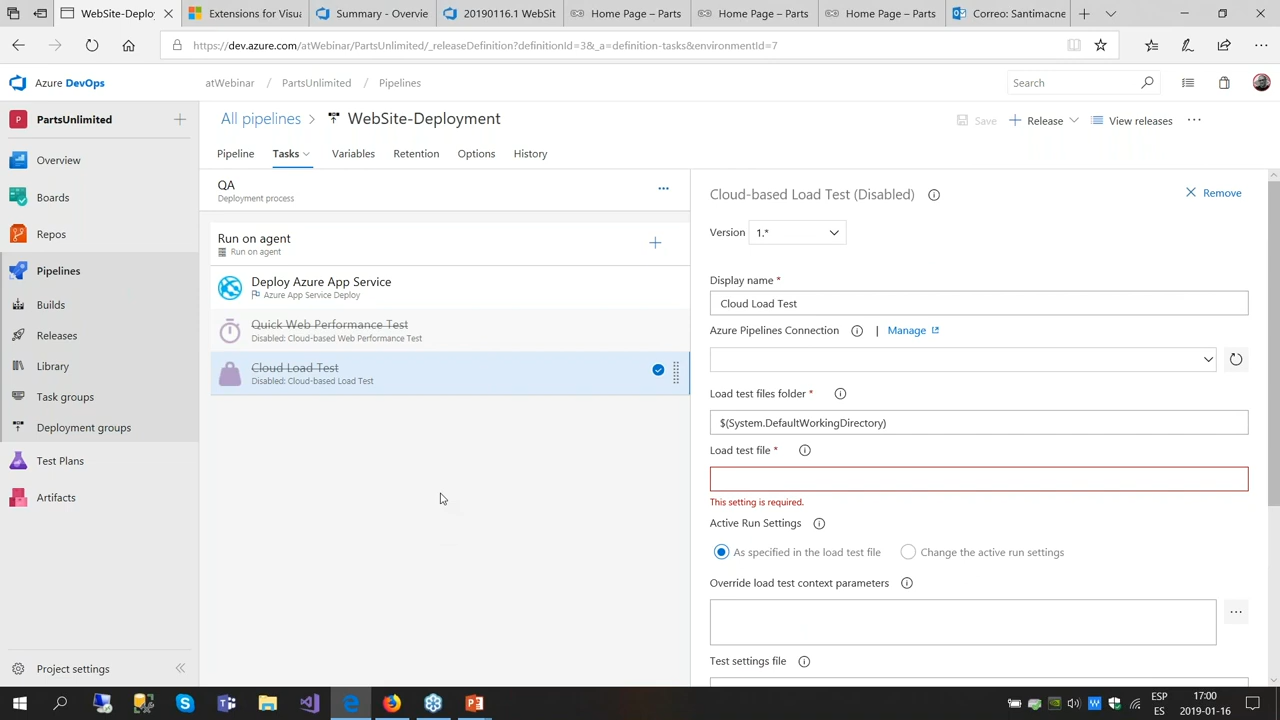 WebSite-Deploy
Extensions for Visu
Summary - Overvie
20190116.1 WebSit
Home Page – Parts
Home Page – Parts
Home Page – Parts
Correo: Santimacne
https://dev.azure.com/atWebinar/PartsUnlimited/_releaseDefinition?definitionId=3&_a=definition-tasks&environmentId=7
Azure DevOps
atWebinar / PartsUnlimited / Pipelines
Search
P
PartsUnlimited
Overview
Boards
Repos
Pipelines
Builds
Releases
Library
Task groups
Deployment groups
Test Plans
Artifacts
Project settings
All pipelines > WebSite-Deployment
Save
Release
View releases
Pipeline
Tasks
Variables
Retention
Options
History
QA
Deployment process
Run on agent
Run on agent
Deploy Azure App Service
Azure App Service Deploy
Quick Web Performance Test
Disabled: Cloud-based Web Performance Test
Cloud Load Test
Disabled: Cloud-based Load Test
Cloud-based Load Test (Disabled)
Remove
Version
1.*
Display name *
Cloud Load Test
Azure Pipelines Connection | Manage
Load test files folder *
$(System.DefaultWorkingDirectory)
Load test file *
This setting is required.
Active Run Settings
As specified in the load test file
Change the active run settings
Override load test context parameters
Test settings file
ESP
ES
17:00
2019-01-16